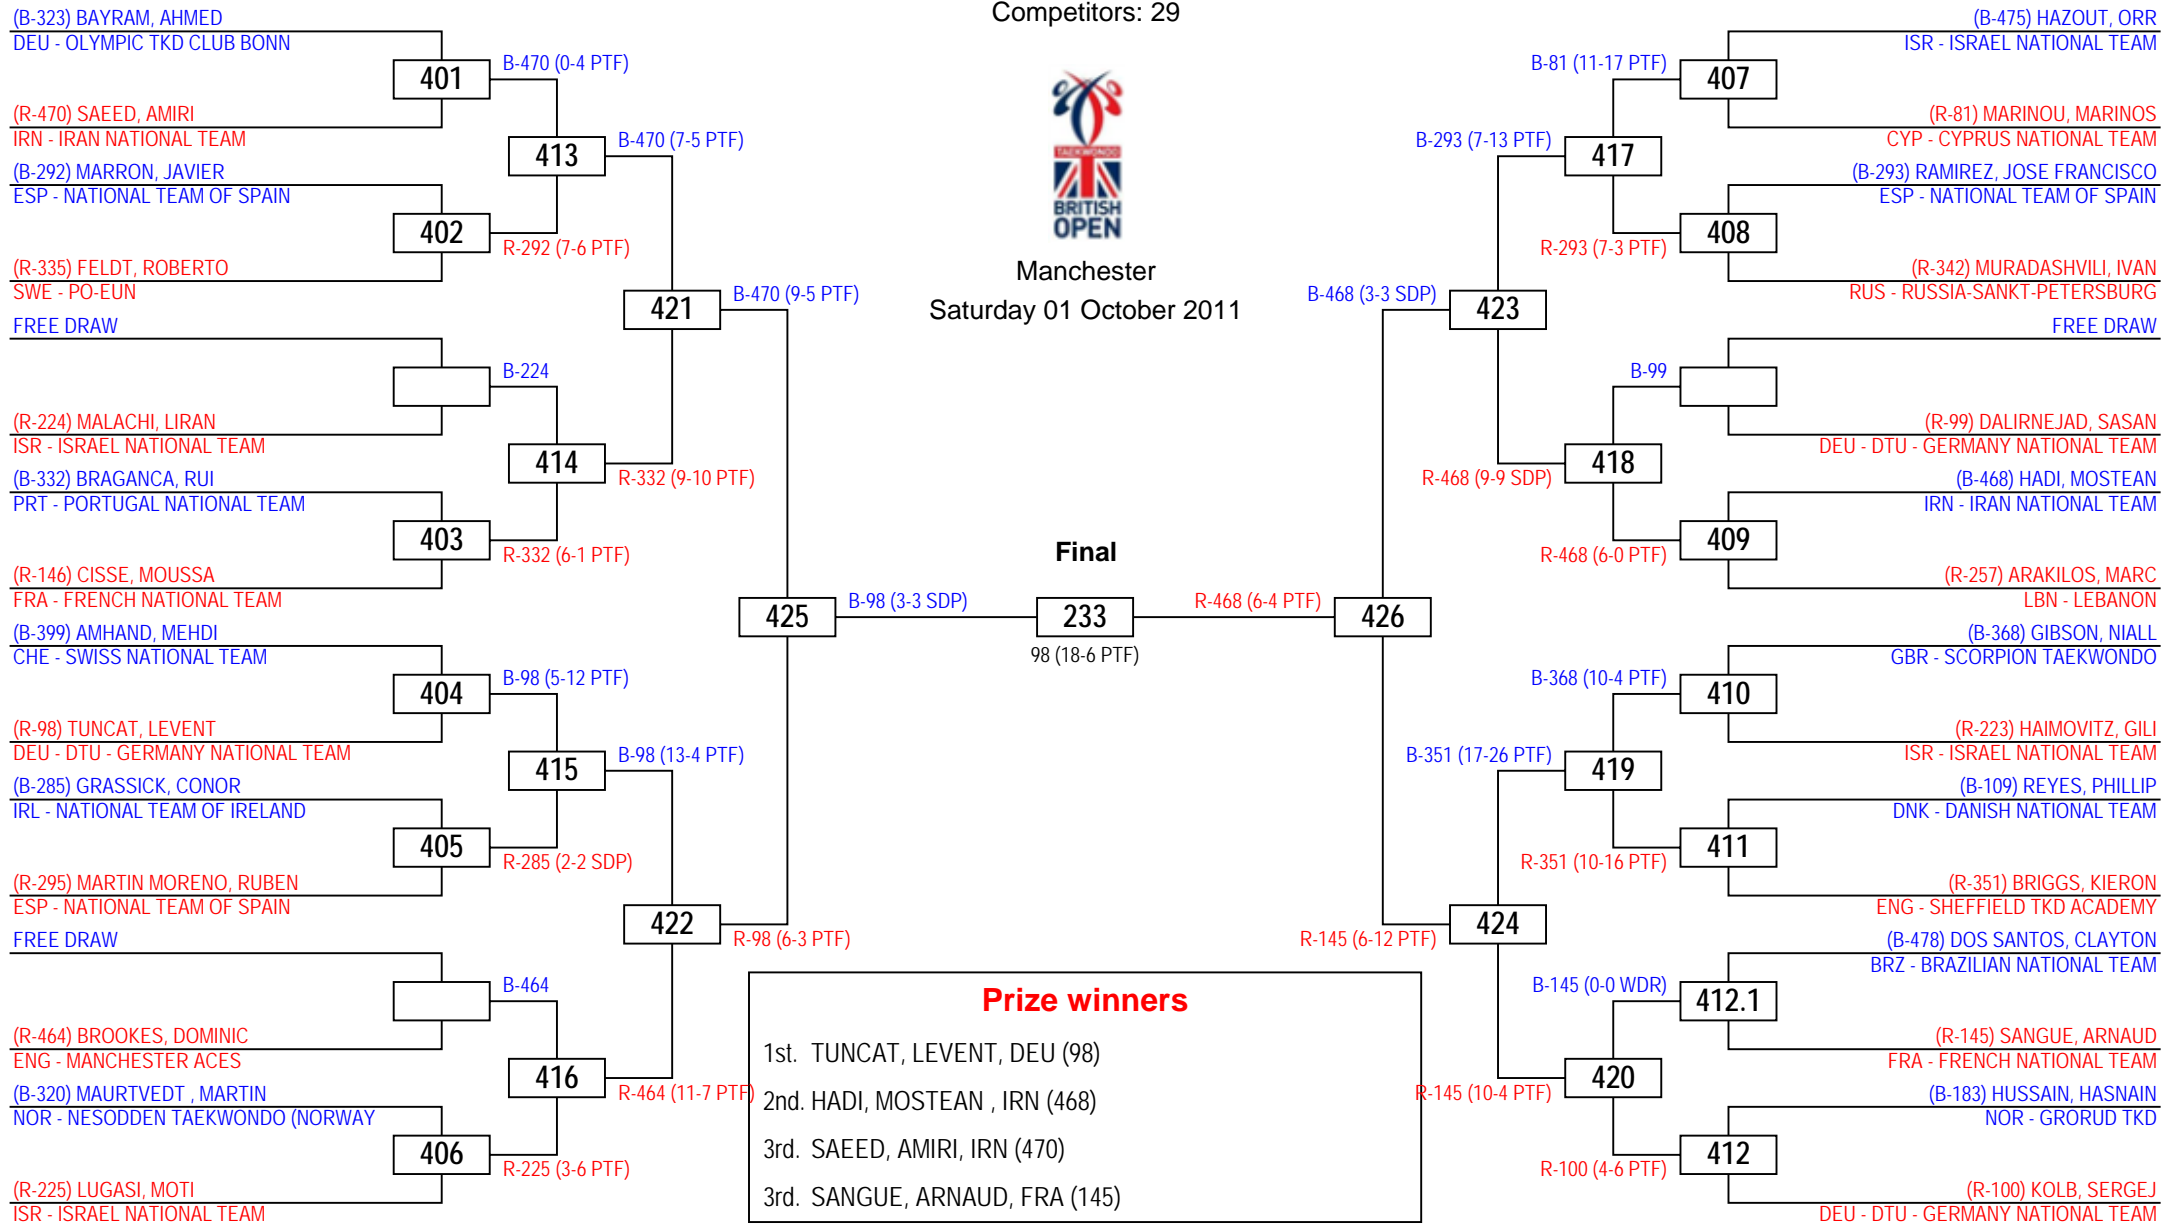 Competitors: 29
TAEKWONDO
BRITISH
OPEN
Manchester
Saturday 01 October 2011
(B-323) BAYRAM, AHMED
DEU - OLYMPIC TKD CLUB BONN
401
B-470 (0-4 PTF)
(R-470) SAEED, AMIRI
IRN - IRAN NATIONAL TEAM
413
B-470 (7-5 PTF)
(B-292) MARRON, JAVIER
ESP - NATIONAL TEAM OF SPAIN
402
R-292 (7-6 PTF)
(R-335) FELDT, ROBERTO
SWE - PO-EUN
421
B-470 (9-5 PTF)
FREE DRAW
B-224
(R-224) MALACHI, LIRAN
ISR - ISRAEL NATIONAL TEAM
414
R-332 (9-10 PTF)
(B-332) BRAGANCA, RUI
PRT - PORTUGAL NATIONAL TEAM
403
R-332 (6-1 PTF)
(R-146) CISSE, MOUSSA
FRA - FRENCH NATIONAL TEAM
425
B-98 (3-3 SDP)
(B-399) AMHAND, MEHDI
CHE - SWISS NATIONAL TEAM
404
B-98 (5-12 PTF)
(R-98) TUNCAT, LEVENT
DEU - DTU - GERMANY NATIONAL TEAM
415
B-98 (13-4 PTF)
(B-285) GRASSICK, CONOR
IRL - NATIONAL TEAM OF IRELAND
405
R-285 (2-2 SDP)
(R-295) MARTIN MORENO, RUBEN
ESP - NATIONAL TEAM OF SPAIN
422
R-98 (6-3 PTF)
FREE DRAW
B-464
(R-464) BROOKES, DOMINIC
ENG - MANCHESTER ACES
416
R-464 (11-7 PTF)
(B-320) MAURTVEDT , MARTIN
NOR - NESODDEN TAEKWONDO (NORWAY
406
R-225 (3-6 PTF)
(R-225) LUGASI, MOTI
ISR - ISRAEL NATIONAL TEAM
Final
233
98 (18-6 PTF)
(B-475) HAZOUT, ORR
ISR - ISRAEL NATIONAL TEAM
B-81 (11-17 PTF)
407
(R-81) MARINOU, MARINOS
CYP - CYPRUS NATIONAL TEAM
B-293 (7-13 PTF)
417
(B-293) RAMIREZ, JOSE FRANCISCO
ESP - NATIONAL TEAM OF SPAIN
R-293 (7-3 PTF)
408
(R-342) MURADASHVILI, IVAN
RUS - RUSSIA-SANKT-PETERSBURG
B-468 (3-3 SDP)
423
FREE DRAW
B-99
(R-99) DALIRNEJAD, SASAN
DEU - DTU - GERMANY NATIONAL TEAM
R-468 (9-9 SDP)
418
(B-468) HADI, MOSTEAN
IRN - IRAN NATIONAL TEAM
R-468 (6-0 PTF)
409
(R-257) ARAKILOS, MARC
LBN - LEBANON
R-468 (6-4 PTF)
426
(B-368) GIBSON, NIALL
GBR - SCORPION TAEKWONDO
B-368 (10-4 PTF)
410
(R-223) HAIMOVITZ, GILI
ISR - ISRAEL NATIONAL TEAM
B-351 (17-26 PTF)
419
(B-109) REYES, PHILLIP
DNK - DANISH NATIONAL TEAM
R-351 (10-16 PTF)
411
(R-351) BRIGGS, KIERON
ENG - SHEFFIELD TKD ACADEMY
R-145 (6-12 PTF)
424
(B-478) DOS SANTOS, CLAYTON
BRZ - BRAZILIAN NATIONAL TEAM
B-145 (0-0 WDR)
412.1
(R-145) SANGUE, ARNAUD
FRA - FRENCH NATIONAL TEAM
R-145 (10-4 PTF)
420
(B-183) HUSSAIN, HASNAIN
NOR - GRORUD TKD
R-100 (4-6 PTF)
412
(R-100) KOLB, SERGEJ
DEU - DTU - GERMANY NATIONAL TEAM
Prize winners
1st. TUNCAT, LEVENT, DEU (98)
2nd. HADI, MOSTEAN , IRN (468)
3rd. SAEED, AMIRI, IRN (470)
3rd. SANGUE, ARNAUD, FRA (145)